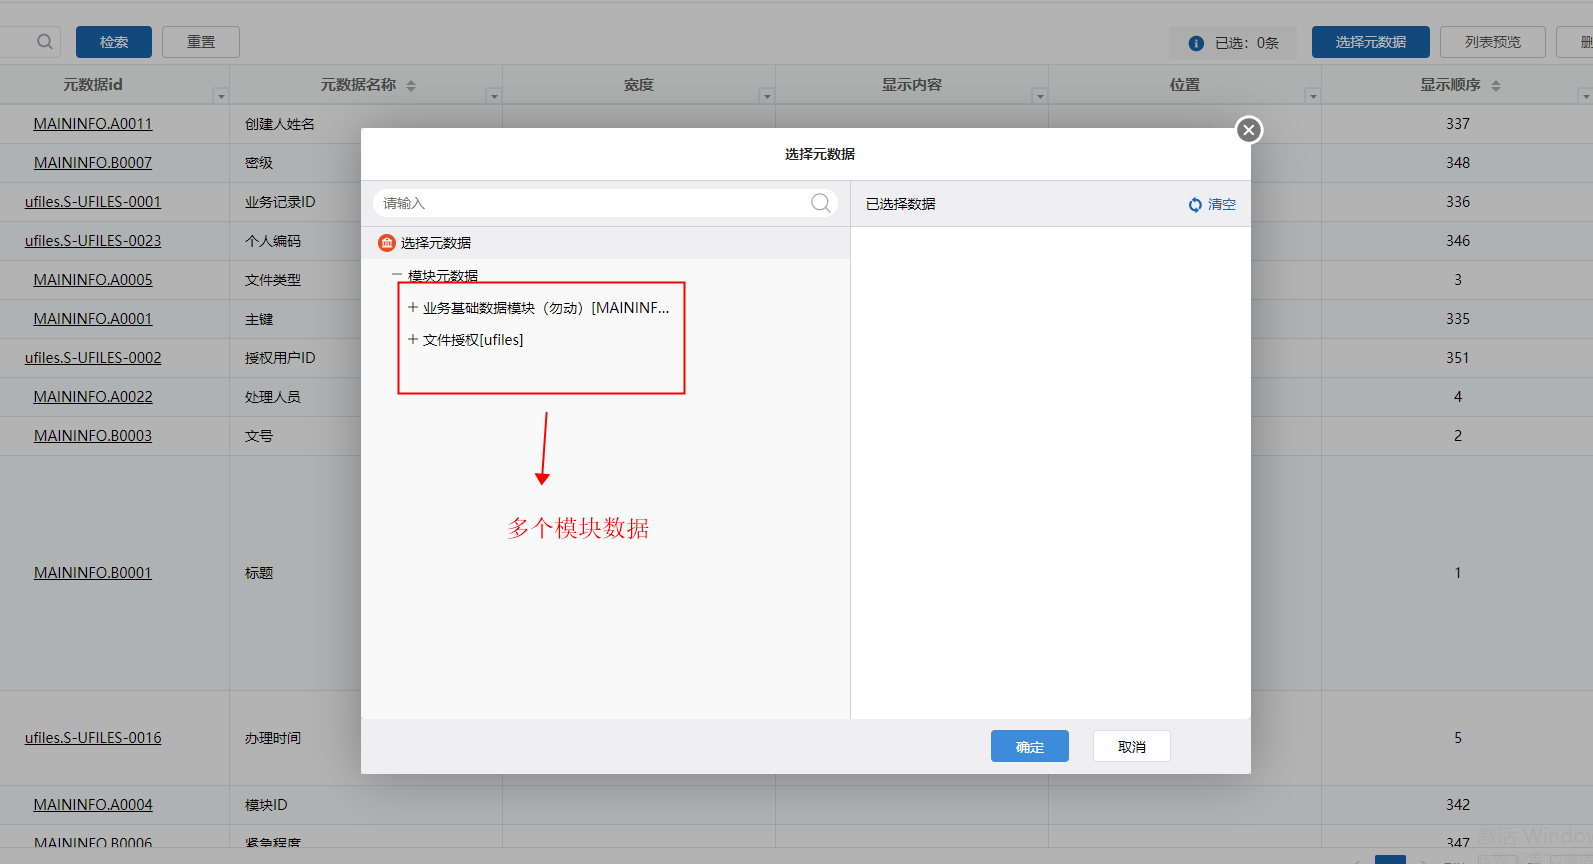 检索
重置
已选：0条
选择元数据
列表预览
元数据id
元数据名称
宽度
显示内容
位置
显示顺序
MAININFO.A0011
创建人姓名
337
MAININFO.B0007
密级
348
ufiles.S-UFILES-0001
业务记录ID
336
ufiles.S-UFILES-0023
个人编码
346
MAININFO.A0005
文件类型
3
MAININFO.A0001
主键
335
ufiles.S-UFILES-0002
授权用户ID
351
MAININFO.A0022
处理人员
4
MAININFO.B0003
文号
2
MAININFO.B0001
标题
1
ufiles.S-UFILES-0016
办理时间
5
MAININFO.A0004
模块ID
342
MAININFO.B0006
紧急程度
347
选择元数据
请输入
已选择数据
清空
选择元数据
模块元数据
业务基础数据模块（勿动）[MAININF...
文件授权[ufiles]
多个模块数据
确定
取消
激活 Window